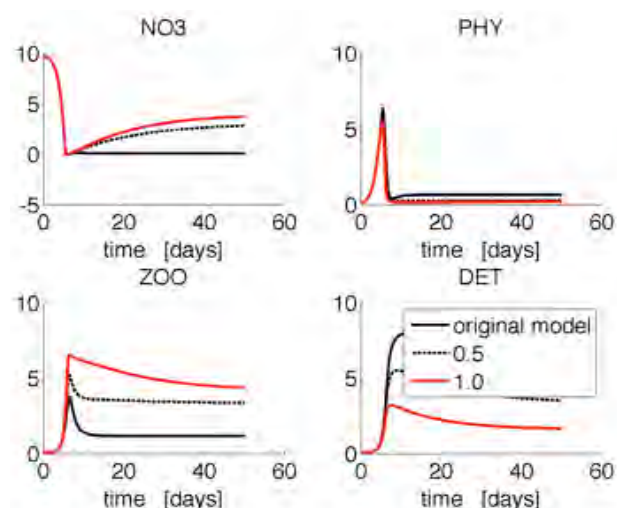 NO3 PHY
10 10
5
0 5
-5 0
0 20 40 60 0 20 40 60
time [days] time [days]
ZOO DET
10 10
original model
0.5
5 5
1.0
0 0
0 20 40 60 0 20 40 60
time [days] time [days]